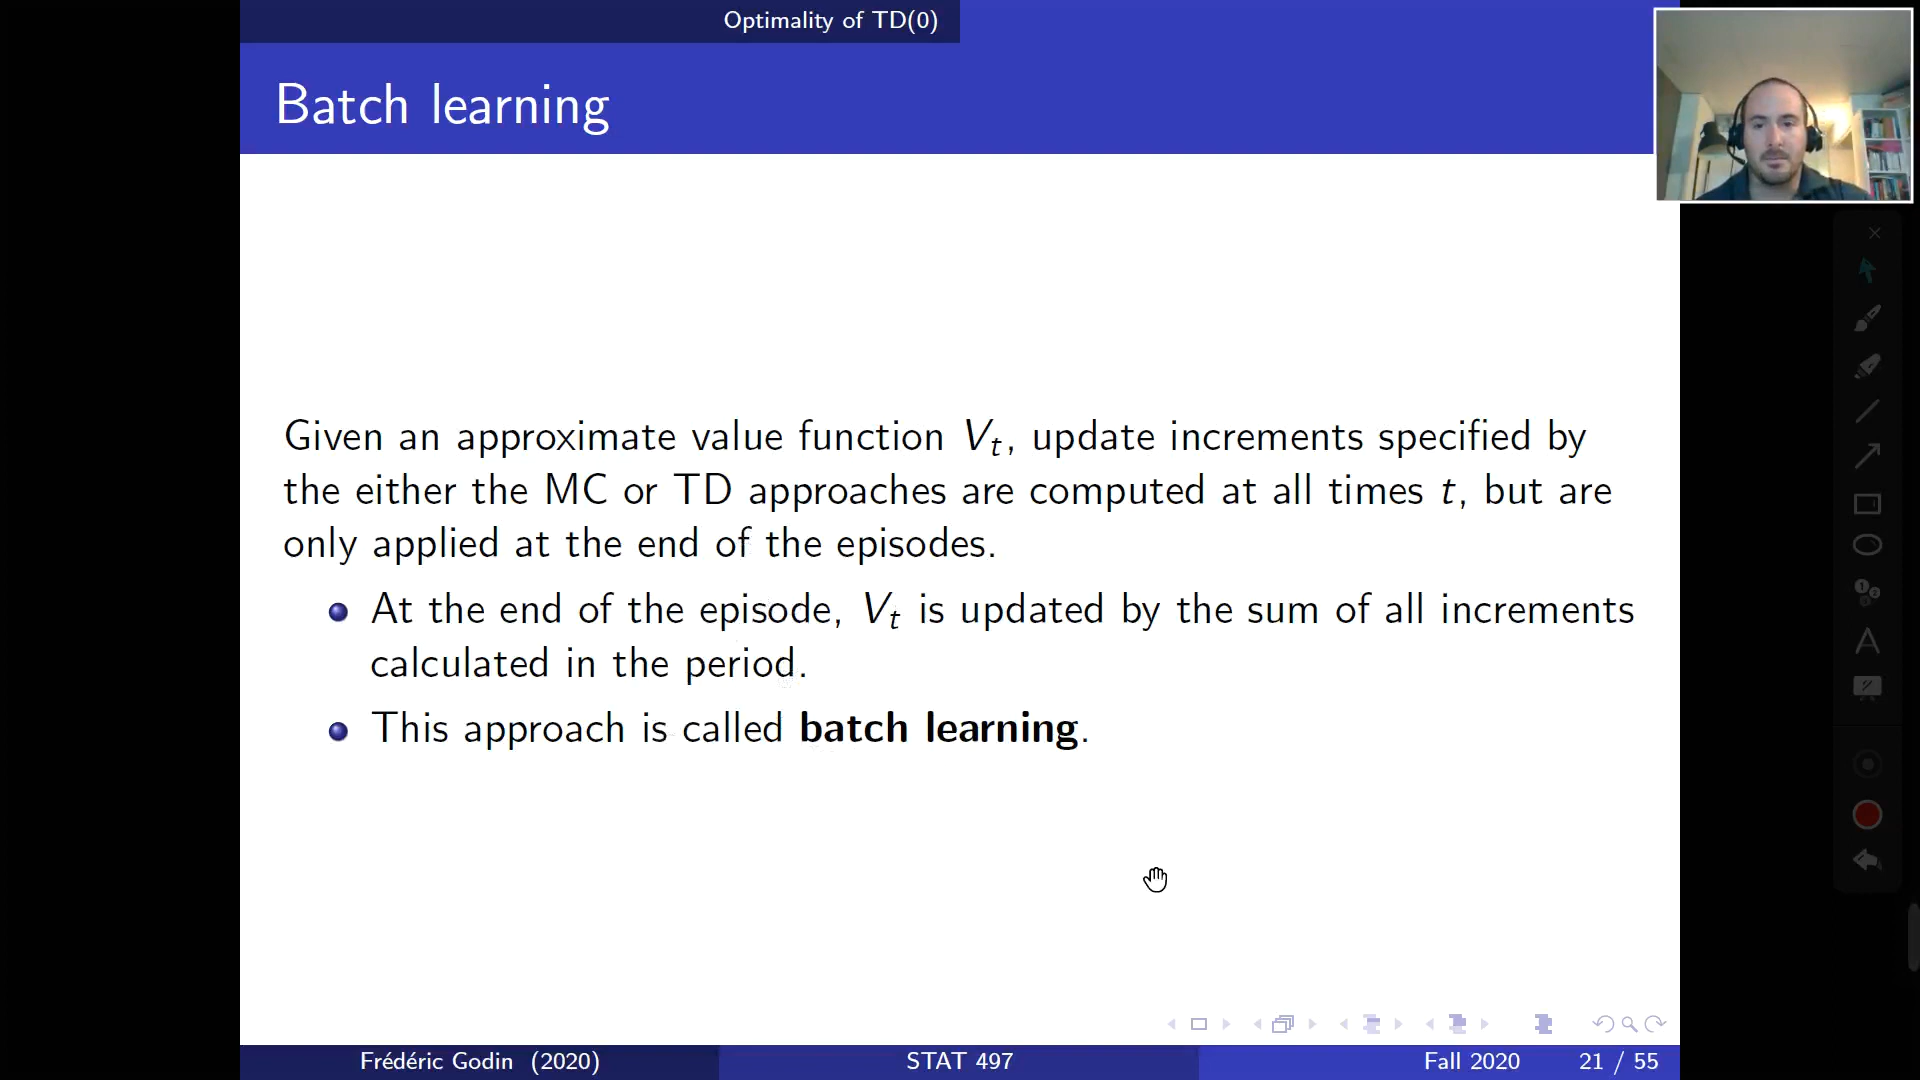 Optimality of TD(0)
Batch learning
Given an approximate value function Vt, update increments specified by
the either the MC or TD approaches are computed at all times t, but are
only applied at the end of the episodes.
At the end of the episode, Vt is updated by the sum of all increments
calculated in the period.
This approach is called batch learning.
Frédéric Godin (2020) STAT 497 Fall 2020 21 / 55